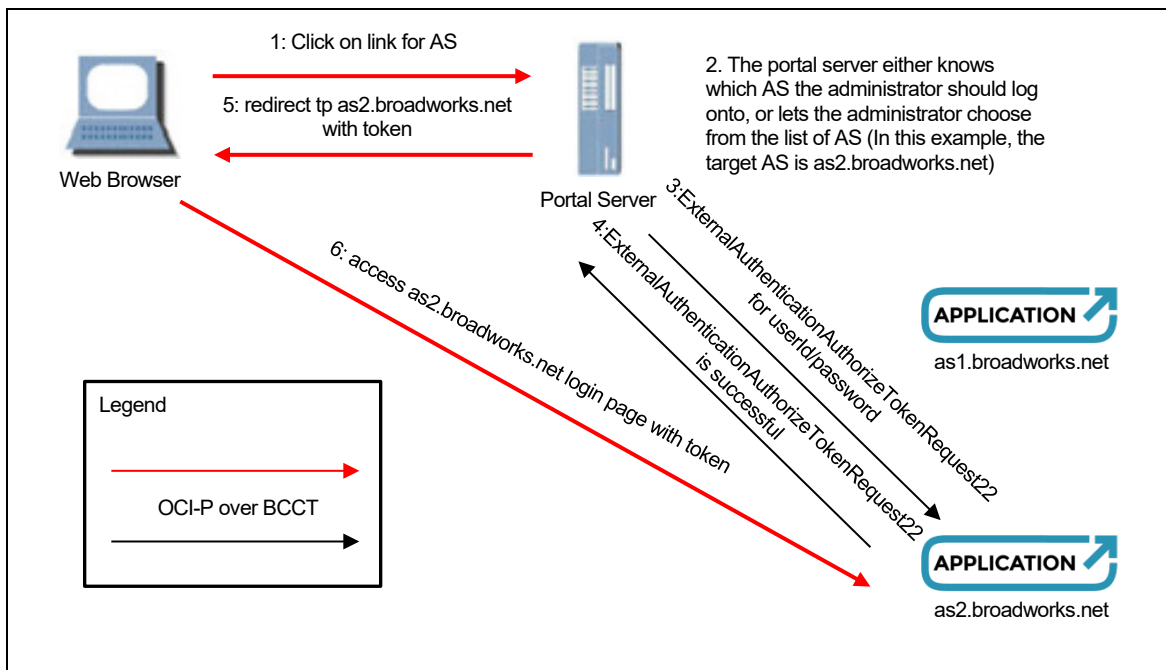 1: Click on link for AS
5: redirect tp as2.broadworks.net
with token
Web Browser
Portal Server
2. The portal server either knows
which AS the administrator should log
onto, or lets the administrator choose
from the list of AS (In this example, the
target AS is as2.broadworks.net)
3:ExternalAuthenticationAuthorizeTokenRequest22
for userId/password
4:ExternalAuthenticationAuthorizeTokenRequest22
is successful
6: access as2.broadworks.net login page with token
APPLICATION
as1.broadworks.net
APPLICATION
as2.broadworks.net
Legend
OCI-P over BCCT